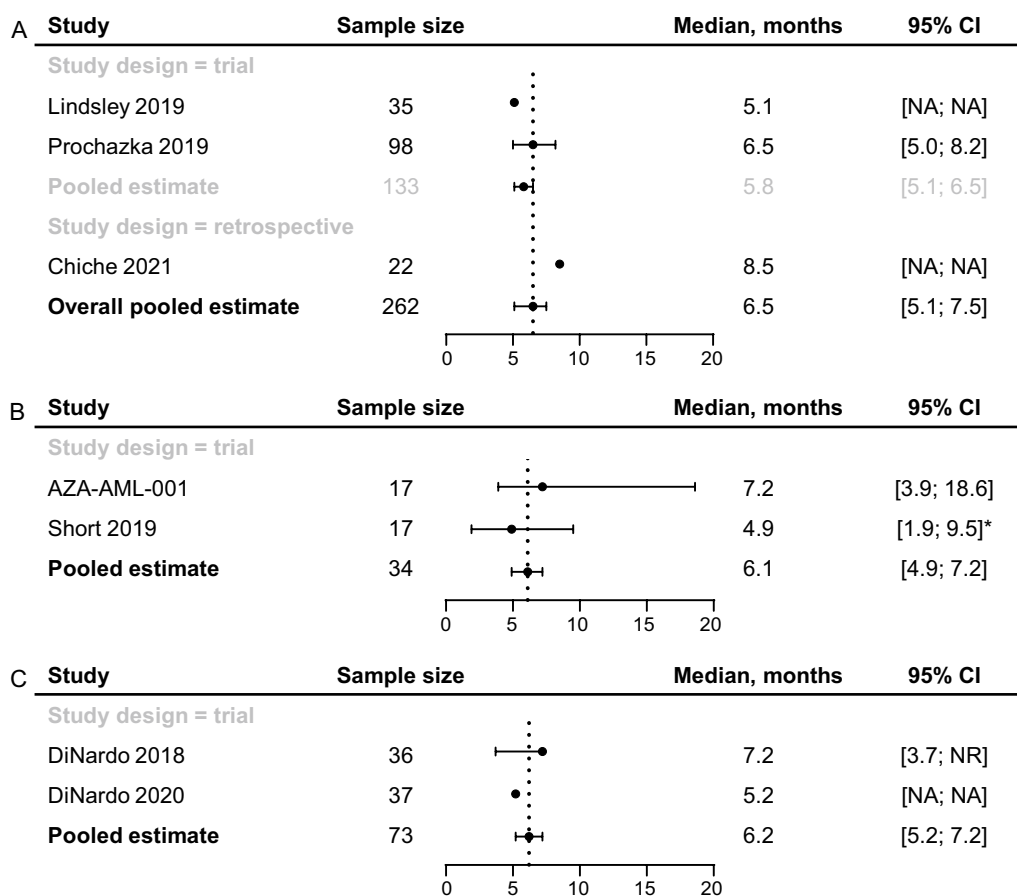 A Study Sample size Median, months 95% CI
Study design = trial
Lindsley 2019 35 5.1 [NA; NA]
Prochazka 2019 98 6.5 [5.0; 8.2]
Pooled estimate 133 5.8 [5.1; 6.5]
Study design = retrospective
Chiche 2021 22 8.5 [NA; NA]
Overall pooled estimate 262 6.5 [5.1; 7.5]
0 5 10 15 20
B Study Sample size Median, months 95% CI
Study design = trial
AZA-AML-001 17 7.2 [3.9; 18.6]
Short 2019 17 4.9 [1.9; 9.5]*
Pooled estimate 34 6.1 [4.9; 7.2]
0 5 10 15 20
C Study Sample size Median, months 95% CI
Study design = trial
DiNardo 2018 36 7.2 [3.7; NR]
DiNardo 2020 37 5.2 [NA; NA]
Pooled estimate 73 6.2 [5.2; 7.2]
0 5 10 15 20